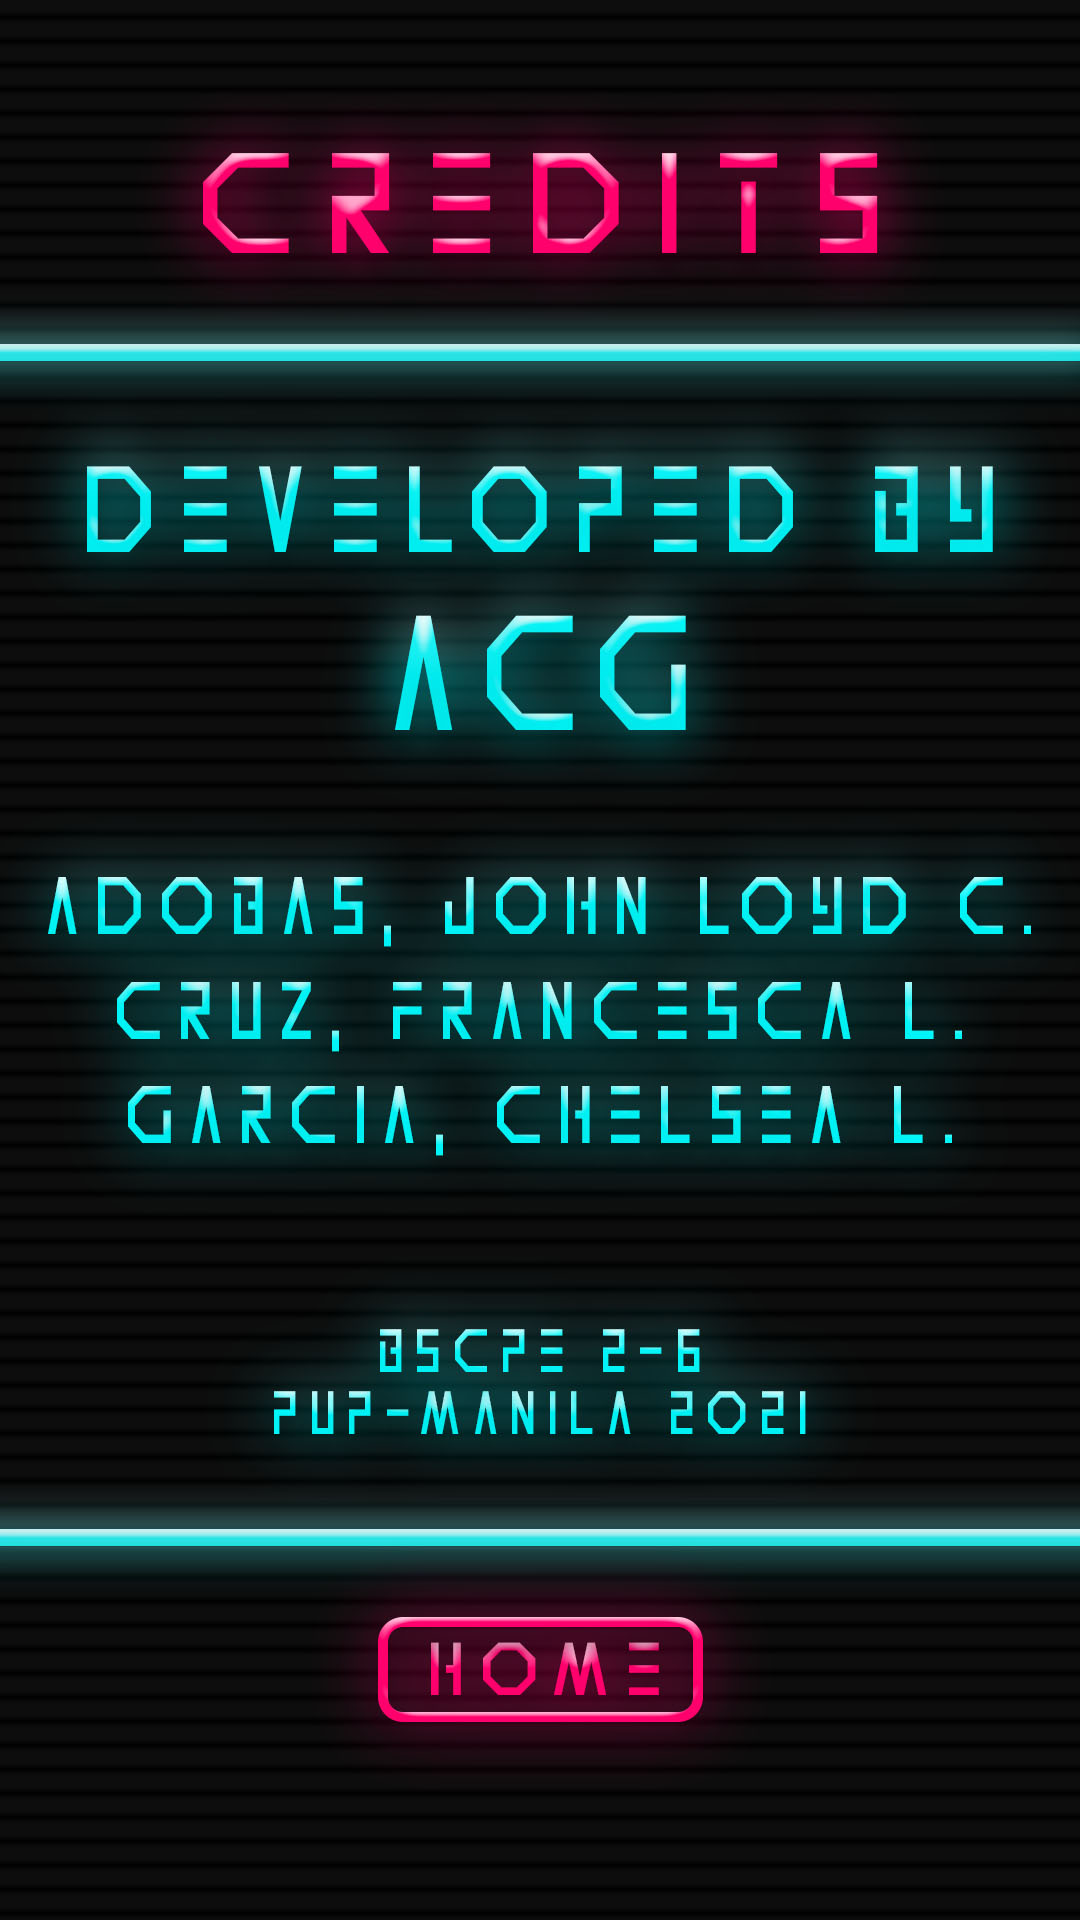 CREDITS
DEVELOPED BY
ACG
ADOBAS, JOHN LOYD C.
CRUZ, FRANCESCA L.
GARCIA, CHELSEA L.
BSCPE 2-6
PUP-MANILA 2021
HOME